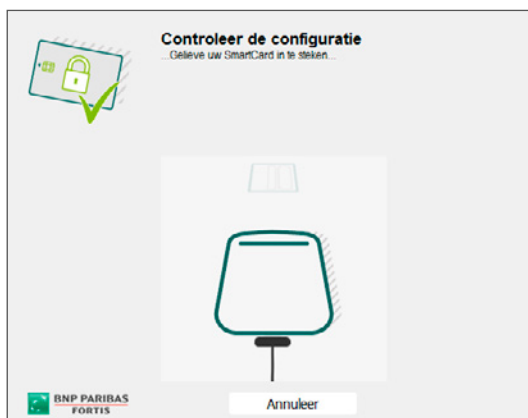 Controleer de configuratie
...Gelieve uw SmartCard in te steken...
BNP PARIBAS
FORTIS
Annuleer